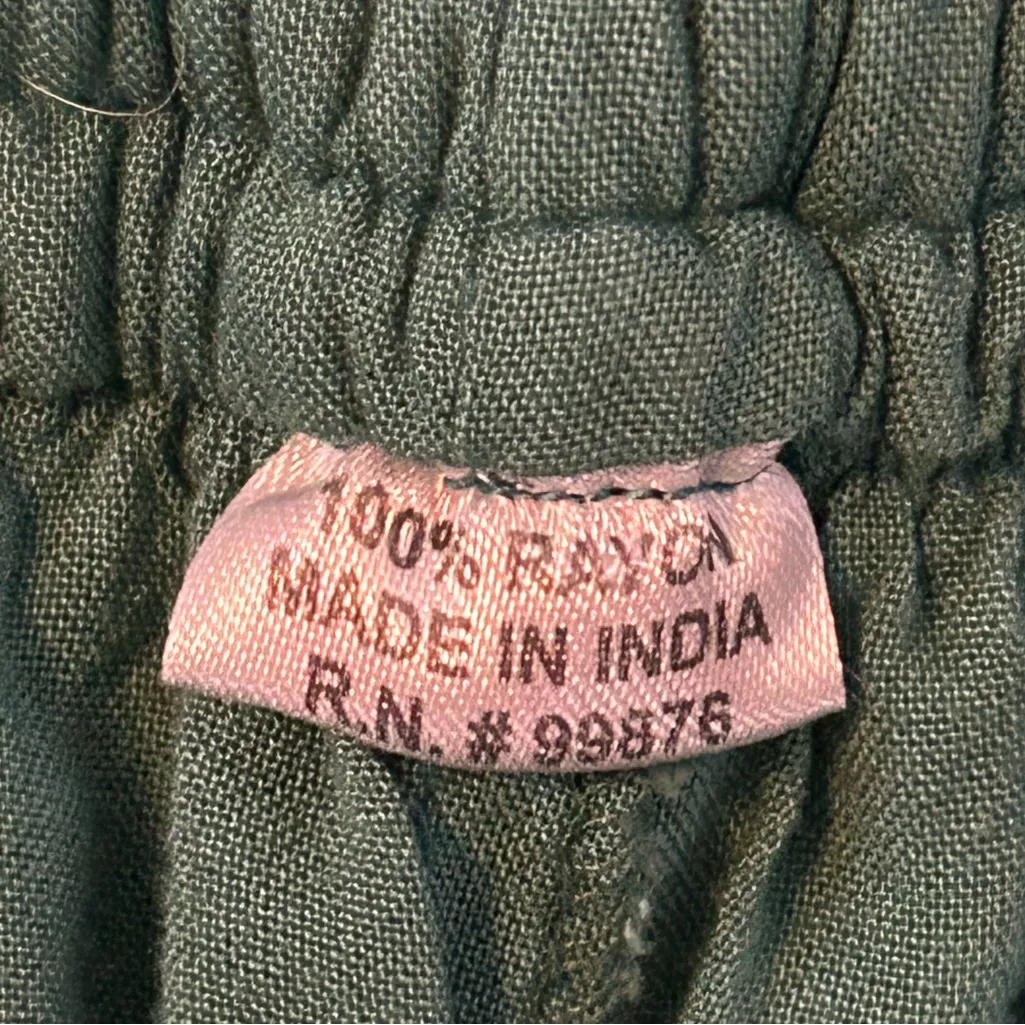 100% RAYON
MADE IN INDIA
R.N. # 99876